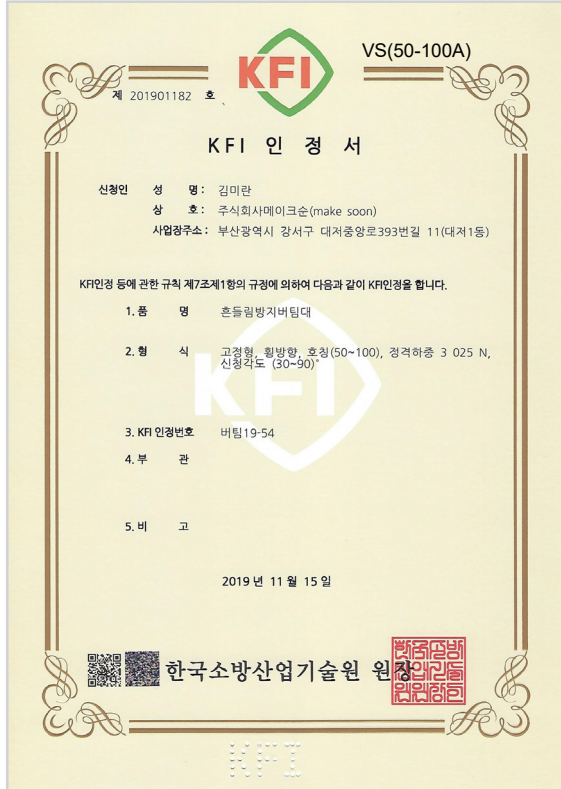 VS(50-100A)
KFI
제 201901182 호
KFI 인 정 서
신청인 성 명 : 김미란
상 호 : 주식회사메이크순(make soon)
사업장주소 : 부산광역시 강서구 대저중앙로393번길 11(대저1동)
KFI인정 등에 관한 규칙 제7조제1항의 규정에 의하여 다음과 같이 KFI인정을 합니다.
1. 품 명 흔들림방지버팀대
2. 형 식 고정형, 횡방향, 호칭(50~100), 정격하중 3 025 N,
신청각도 (30~90)°
KFI
3. KFI 인정번호 버팀19-54
4. 부 관
5. 비 고
2019 년 11 월 15 일
한국소방산업기술원 원장
KFI